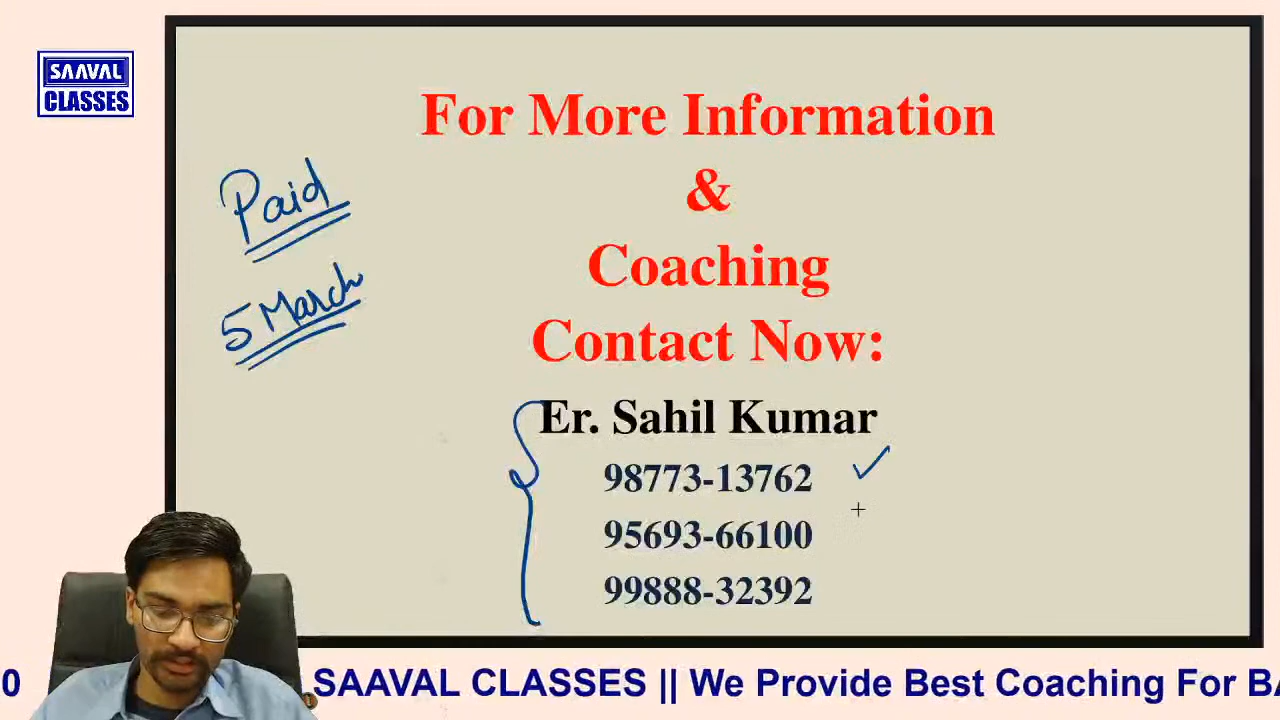 SAAVAL
CLASSES
For More Information
&
Coaching
Contact Now:
Paid
5 March
Er. Sahil Kumar
98773-13762
95693-66100
99888-32392
0 SAAVAL CLASSES || We Provide Best Coaching For